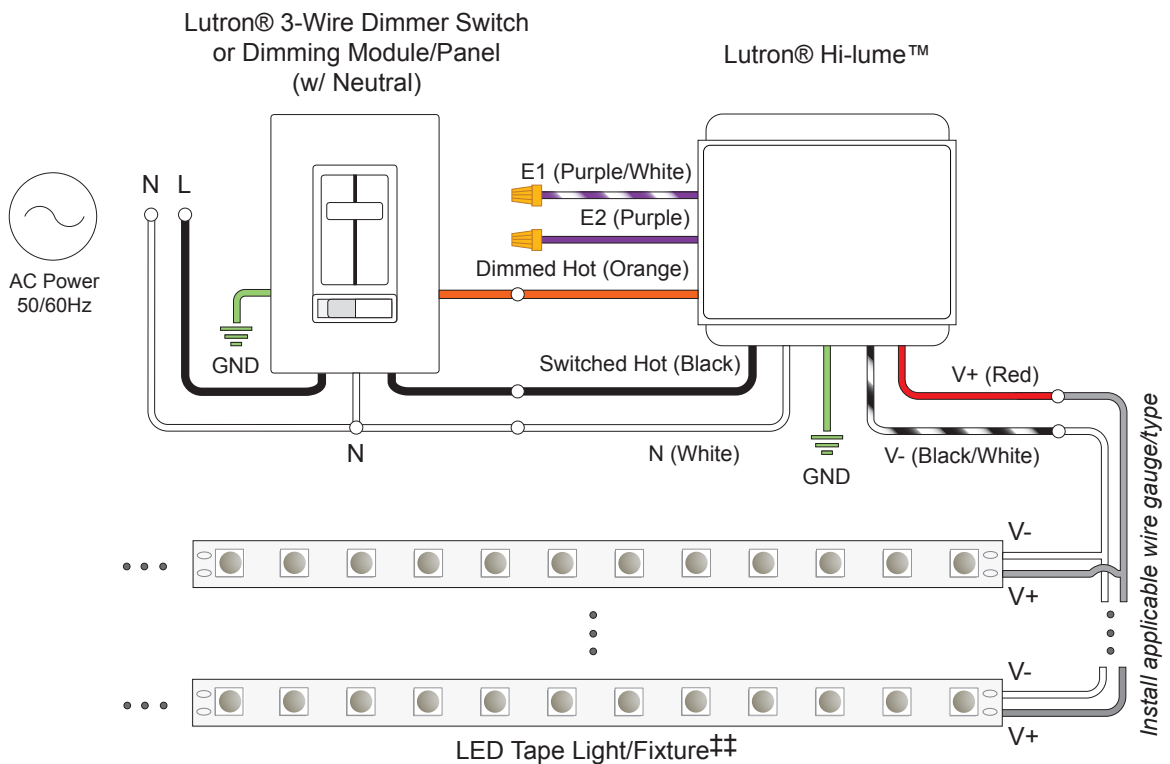 Lutron® 3-Wire Dimmer Switch
or Dimming Module/Panel
(w/ Neutral)
Lutron® Hi-lume™
N L
AC Power
50/60Hz
GND
E1 (Purple/White)
E2 (Purple)
Dimmed Hot (Orange)
Switched Hot (Black)
N
N (White)
GND
V+ (Red)
V- (Black/White)
Install applicable wire gauge/type
V-
V+
V-
V+
LED Tape Light/Fixture‡‡